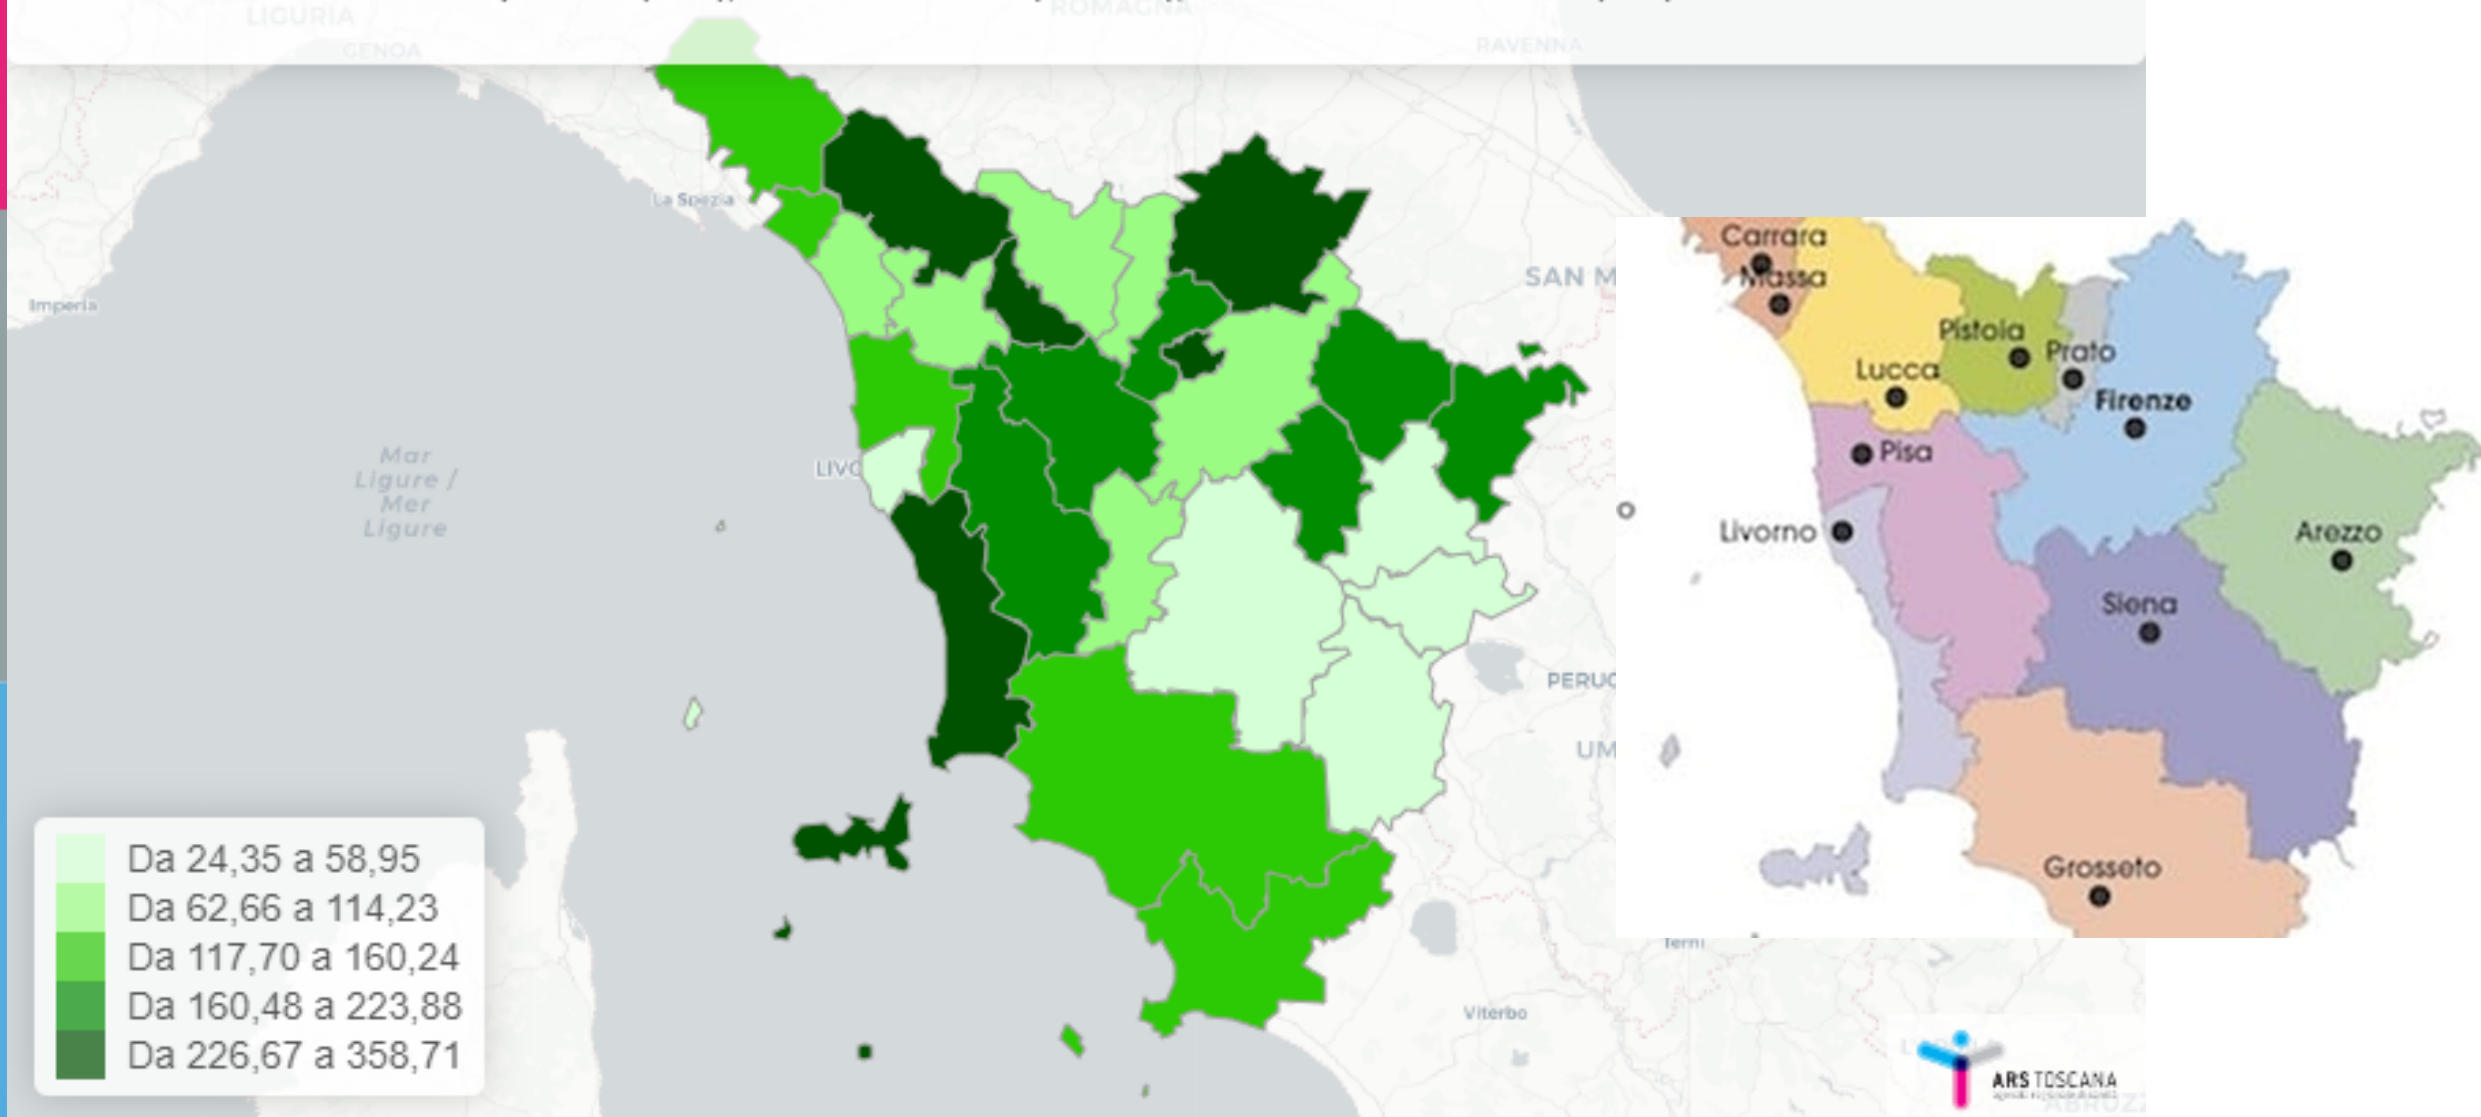 LIGURIA
ROMAGNA
GENOA
RAVENNA
La Spezia
Imperia
SAN M
Mar
Ligure /
Mer
Ligure
LIVO
PERUG
UM
Terni
Viterbo
Da 24,35 a 58,95
Da 62,66 a 114,23
Da 117,70 a 160,24
Da 160,48 a 223,88
Da 226,67 a 358,71
Carrara
Massa
Pistoia
Prato
Lucca
Firenze
Pisa
Livorno
Arezzo
Siena
Grosseto
ARS TOSCANA
ABRUZZ